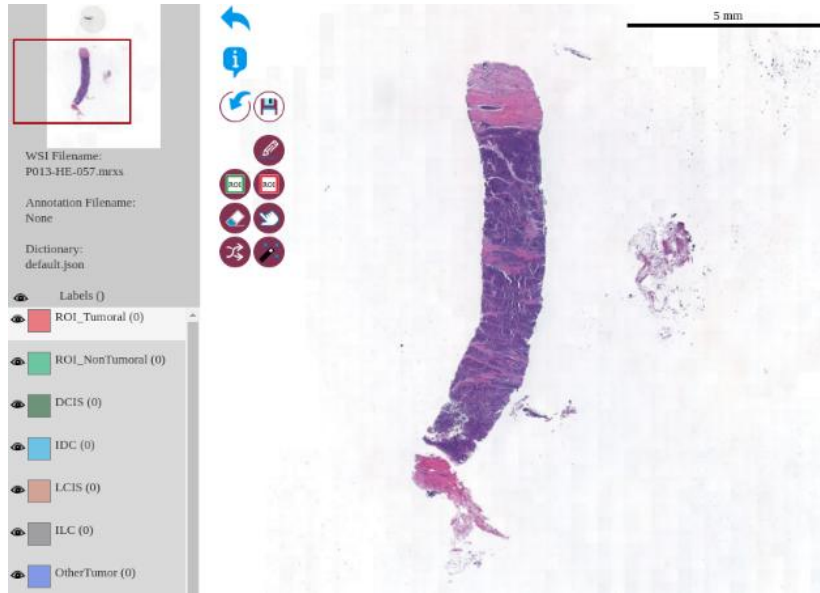 5 mm
WSI Filename:
P013-HE-057.mrxs
Annotation Filename:
None
Dictionary:
default.json
Labels ()
ROI ROI
ROI_Tumoral (0)
ROI_NonTumoral (0)
DCIS (0)
IDC (0)
LCIS (0)
ILC (0)
OtherTumor (0)